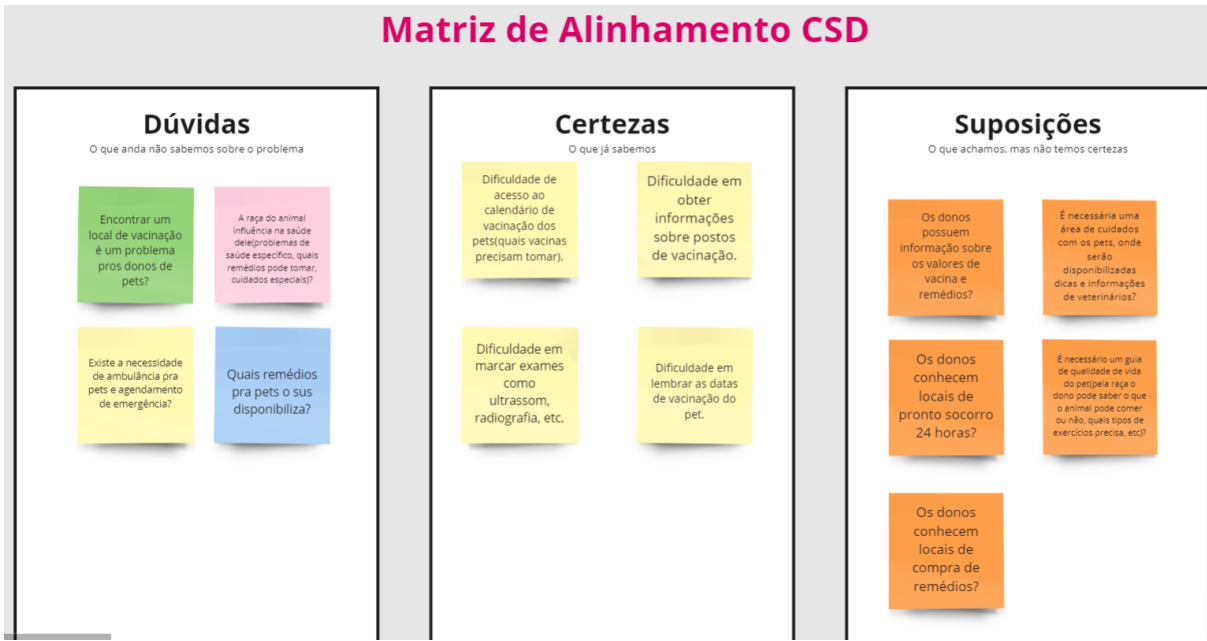 Matriz de Alinhamento CSD
Dúvidas
O que anda não sabemos sobre o problema
Encontrar um
local de vacinação
é um problema
pros donos de
pets?
A raça do animal
influência na saúde
dele(problemas de
saúde específico, quais
remédios pode tomar,
cuidados especiais)?
Existe a necessidade
de ambulância pra
pets e agendamento
de emergência?
Quais remédios
pra pets o sus
disponibiliza?
Certezas
O que já sabemos
Dificuldade de
acesso ao
calendário de
vacinação dos
pets(quais vacinas
precisam tomar).
Dificuldade em
obter
informações
sobre postos
de vacinação.
Dificuldade em
marcar exames
como
ultrassom,
radiografia, etc.
Dificuldade em
lembrar as datas
de vacinação do
pet.
Suposições
O que achamos, mas não temos certezas
Os donos
possuem
informação sobre
os valores de
vacina e
remédios?
É necessária uma
área de cuidados
com os pets, onde
serão
disponibilizadas
dicas e informações
de veterinários?
Os donos
conhecem
locais de
pronto socorro
24 horas?
É necessário um guia
de qualidade de vida
do pet(pela raça o
dono pode saber o que
o animal pode comer
ou não, quais tipos de
exercícios precisa, etc)?
Os donos
conhecem
locais de
compra de
remédios?